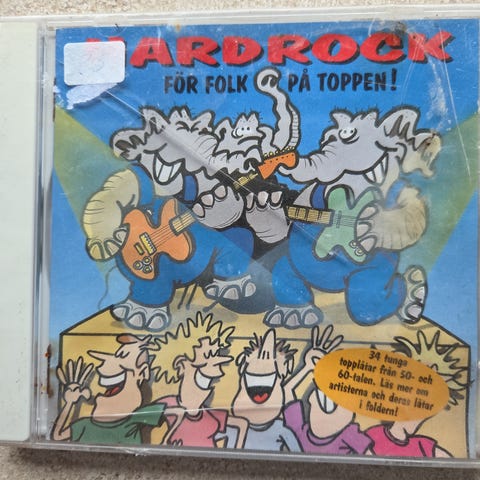 HARDROCK
FÖR FOLK PÅ TOPPEN!
34 tunga
topplåtar från 50- och
60-talen. Läs mer om
artisterna och deras låtar
i foldern!